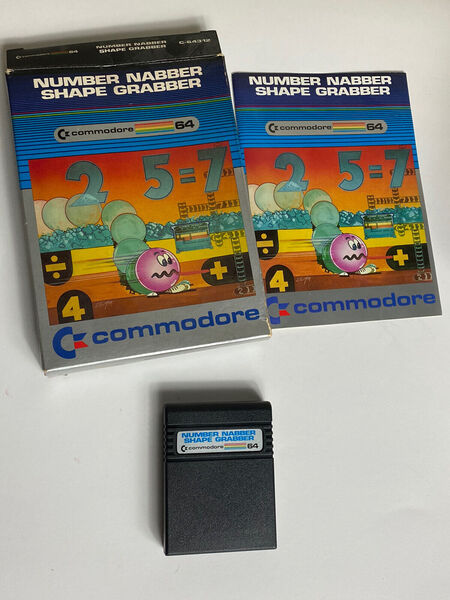 commodore 64
NUMBER NABBER
SHAPE GRABBER
C-64312
NUMBER NABBER
SHAPE GRABBER
commodore 64
2 5=7
÷
+
4
commodore
NUMBER NABBER
SHAPE GRABBER
commodore 64
2 5=7
÷
+
4
commodore
NUMBER NABBER
SHAPE GRABBER
commodore 64